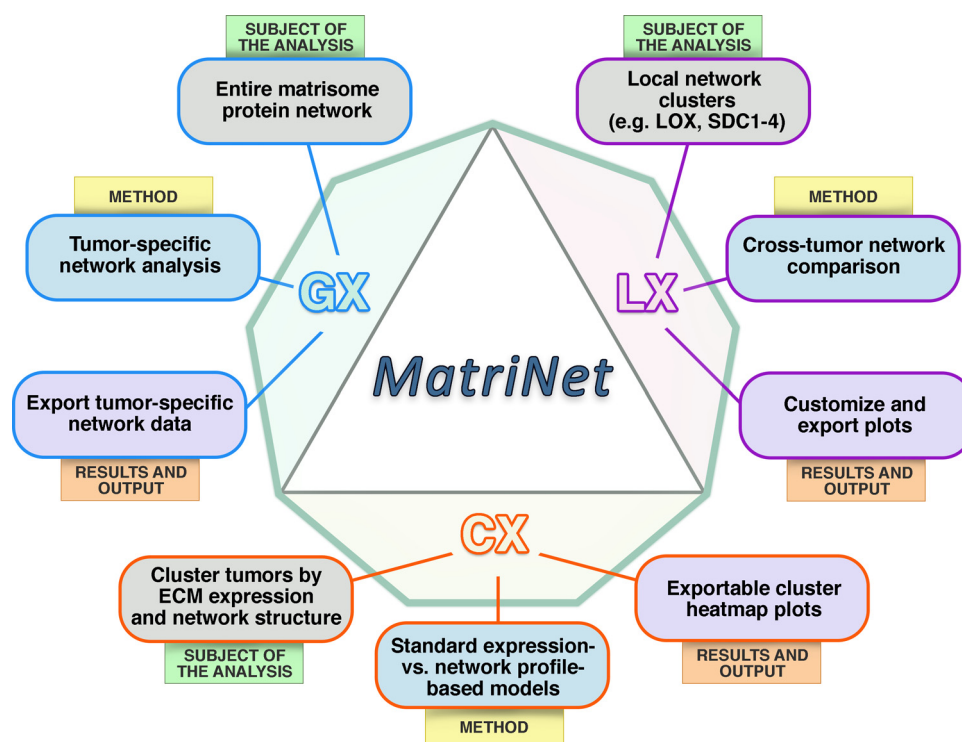 SUBJECT OF
THE ANALYSIS
Entire matrisome
protein network
SUBJECT OF
THE ANALYSIS
Local network
clusters
(e.g. LOX, SDC1-4)
METHOD
Tumor-specific
network analysis
METHOD
Cross-tumor network
comparison
GX
LX
MatriNet
Export tumor-specific
network data
RESULTS AND
OUTPUT
Customize and
export plots
RESULTS AND
OUTPUT
CX
Cluster tumors by
ECM expression
and network structure
SUBJECT OF
THE ANALYSIS
Standard expression-
vs. network profile-
based models
METHOD
Exportable cluster
heatmap plots
RESULTS AND
OUTPUT